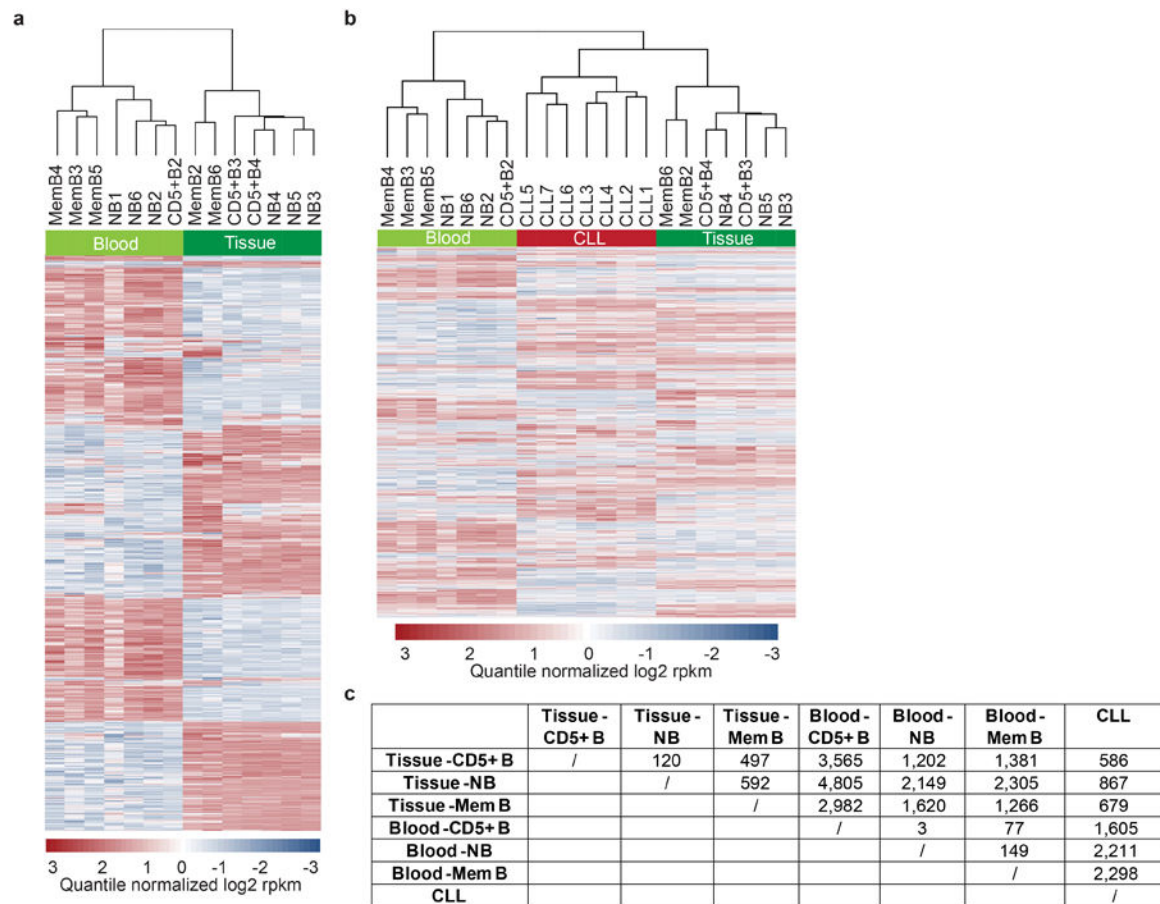 a
MemB4 MemB3 MemB5 NB1 NB6 NB2 CD5+B2 MemB2 MemB6 CD5+B3 CD5+B4 NB4 NB5 NB3
Blood Tissue
3 2 1 0 -1 -2 -3
Quantile normalized log2 rpkm
b
MemB4 MemB3 MemB5 NB1 NB6 NB2 CD5+B2 CLL5 CLL7 CLL6 CLL3 CLL4 CLL2 CLL1 MemB6 MemB2 CD5+B4 NB4 CD5+B3 NB5 NB3
Blood CLL Tissue
3 2 1 0 -1 -2 -3
Quantile normalized log2 rpkm
c
Tissue - CD5+ B Tissue - NB Tissue - Mem B Blood - CD5+ B Blood - NB Blood - Mem B CLL
Tissue -CD5+ B / 120 497 3,565 1,202 1,381 586
Tissue -NB / 592 4,805 2,149 2,305 867
Tissue -Mem B / 2,982 1,620 1,266 679
Blood -CD5+ B / 3 77 1,605
Blood -NB / 149 2,211
Blood -Mem B / 2,298
CLL /